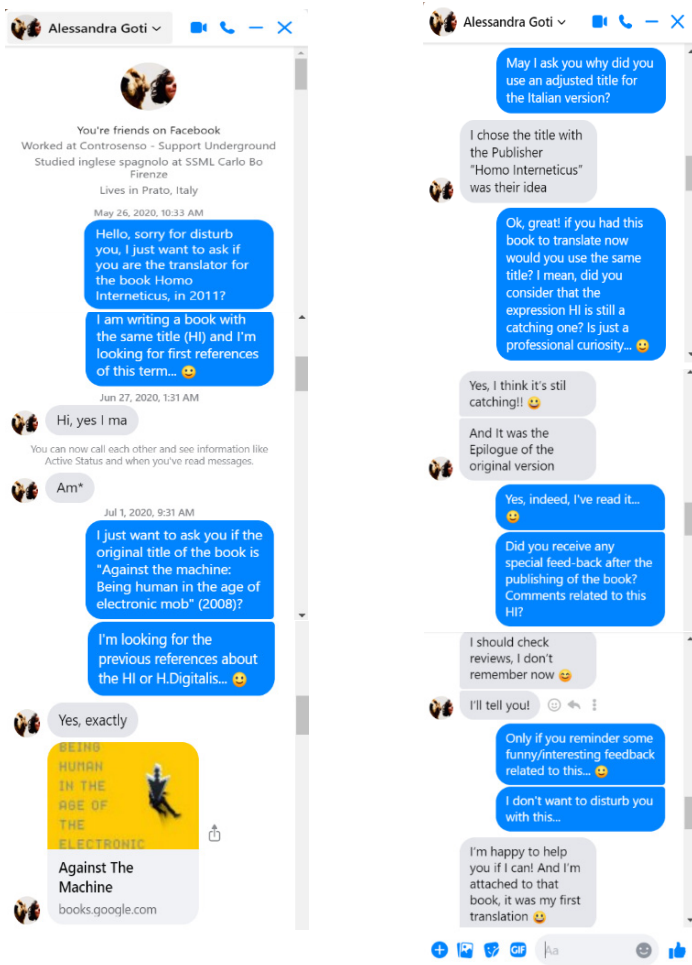 Alessandra Goti
You're friends on Facebook
Worked at Controsenso - Support Underground
Studied inglese spagnolo at SSML Carlo Bo
Firenze
Lives in Prato, Italy
May 26, 2020, 10:33 AM
Hello, sorry for disturb
you, I just want to ask if
you are the translator for
the book Homo
Interneticus, in 2011?
I am writing a book with
the same title (HI) and I'm
looking for first references
of this term... 😀
Jun 27, 2020, 1:31 AM
Hi, yes I ma
You can now call each other and see information like
Active Status and when you've read messages.
Am*
Jul 1, 2020, 9:31 AM
I just want to ask you if the
original title of the book is
"Against the machine:
Being human in the age of
electronic mob" (2008)?
I'm looking for the
previous references about
the HI or H.Digitalis... 😀
Yes, exactly
BEING
HUMAN
IN THE
AGE OF
THE
ELECTRONIC
Against The
Machine
books.google.com
Alessandra Goti
May I ask you why did you
use an adjusted title for
the Italian version?
I chose the title with
the Publisher
"Homo Interneticus"
was their idea
Ok, great! if you had this
book to translate now
would you use the same
title? I mean, did you
consider that the
expression HI is still a
catching one? Is just a
professional curiosity... 😀
Yes, I think it's stil
catching!! 😀
And It was the
Epilogue of the
original version
Yes, indeed, I've read it...
😀
Did you receive any
special feed-back after the
publishing of the book?
Comments related to this
HI?
I should check
reviews, I don't
remember now 😊
I'll tell you!
Only if you reminder some
funny/interesting feedback
related to this... 😀
I don't want to disturb you
with this...
I'm happy to help
you if I can! And I'm
attached to that
book, it was my first
translation 😀
GIF
Aa